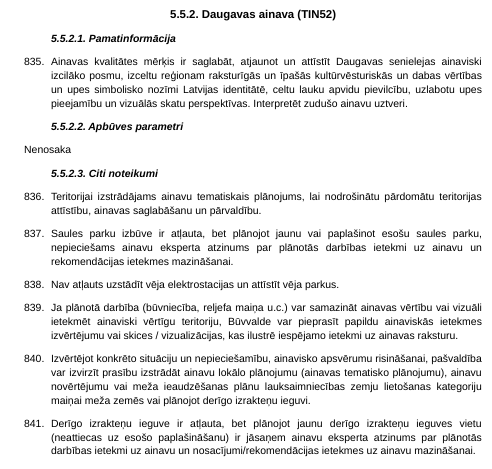 5.5.2. Daugavas ainava (TIN52)
5.5.2.1. Pamatinformācija
835. Ainavas kvalitātes mērķis ir saglabāt, atjaunot un attīstīt Daugavas senielejas ainaviski
izcilāko posmu, izceltu reģionam raksturīgās un īpašās kultūrvēsturiskās un dabas vērtības
un upes simbolisko nozīmi Latvijas identitātē, celtu lauku apvidu pievilcību, uzlabotu upes
pieejamību un vizuālās skatu perspektīvas. Interpretēt zudušo ainavu uztveri.
5.5.2.2. Apbūves parametri
Nenosaka
5.5.2.3. Citi noteikumi
836. Teritorijai izstrādājams ainavu tematiskais plānojums, lai nodrošinātu pārdomātu teritorijas
attīstību, ainavas saglabāšanu un pārvaldību.
837. Saules parku izbūve ir atļauta, bet plānojot jaunu vai paplašinot esošu saules parku,
nepieciešams ainavu eksperta atzinums par plānotās darbības ietekmi uz ainavu un
rekomendācijas ietekmes mazināšanai.
838. Nav atļauts uzstādīt vēja elektrostacijas un attīstīt vēja parkus.
839. Ja plānotā darbība (būvniecība, reljefa maiņa u.c.) var samazināt ainavas vērtību vai vizuāli
ietekmēt ainaviski vērtīgu teritoriju, Būvvalde var pieprasīt papildu ainaviskās ietekmes
izvērtējumu vai skices / vizualizācijas, kas ilustrē iespējamo ietekmi uz ainavas raksturu.
840. Izvērtējot konkrēto situāciju un nepieciešamību, ainavisko apsvērumu risināšanai, pašvaldība
var izvirzīt prasību izstrādāt ainavu lokālo plānojumu (ainavas tematisko plānojumu), ainavu
novērtējumu vai meža ieaudzēšanas plānu lauksaimniecības zemju lietošanas kategoriju
maiņai meža zemēs vai plānojot derīgo izrakteņu ieguvi.
841. Derīgo izrakteņu ieguve ir atļauta, bet plānojot jaunu derīgo izrakteņu ieguves vietu
(neattiecas uz esošo paplašināšanu) ir jāsaņem ainavu eksperta atzinums par plānotās
darbības ietekmi uz ainavu un nosacījumi/rekomendācijas ietekmes uz ainavu mazināšanai.